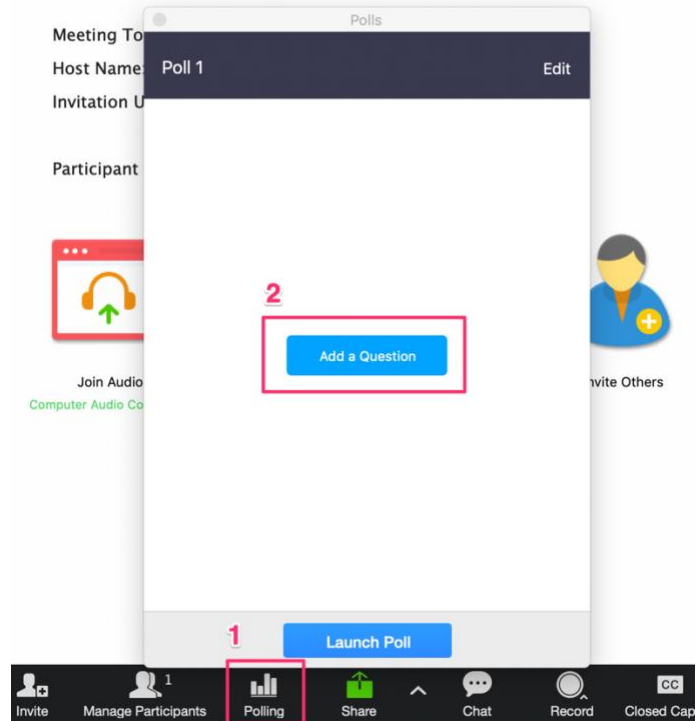 Polls
Meeting To
Host Name:
Poll 1
Edit
Invitation U
Participant
2
Add a Question
Join Audio
Computer Audio Co
nvite Others
1
Launch Poll
1
Invite
Manage Participants
Polling
Share
Chat
Record
CC
Closed Cap